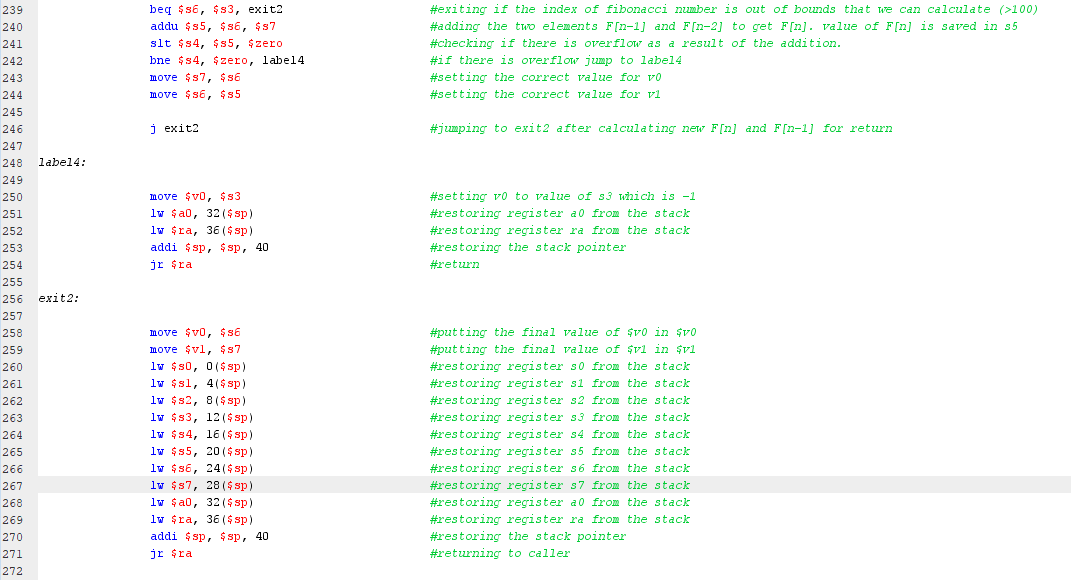 239 beq $s6, $s3, exit2 #exiting if the index of fibonacci number is out of bounds that we can calculate (>100)
240 addu $s5, $s6, $s7 #adding the two elements F[n-1] and F[n-2] to get F[n]. value of F[n] is saved in s5
241 slt $s4, $s5, $zero #checking if there is overflow as a result of the addition.
242 bne $s4, $zero, label4 #if there is overflow jump to label4
243 move $s7, $s6 #setting the correct value for v0
244 move $s6, $s5 #setting the correct value for v1
245
246 j exit2 #jumping to exit2 after calculating new F[n] and F[n-1] for return
247
248 label4:
249
250 move $v0, $s3 #setting v0 to value of s3 which is -1
251 lw $a0, 32($sp) #restoring register a0 from the stack
252 lw $ra, 36($sp) #restoring register ra from the stack
253 addi $sp, $sp, 40 #restoring the stack pointer
254 jr $ra #return
255
256 exit2:
257
258 move $v0, $s6 #putting the final value of $v0 in $v0
259 move $v1, $s7 #putting the final value of $v1 in $v1
260 lw $s0, 0($sp) #restoring register s0 from the stack
261 lw $s1, 4($sp) #restoring register s1 from the stack
262 lw $s2, 8($sp) #restoring register s2 from the stack
263 lw $s3, 12($sp) #restoring register s3 from the stack
264 lw $s4, 16($sp) #restoring register s4 from the stack
265 lw $s5, 20($sp) #restoring register s5 from the stack
266 lw $s6, 24($sp) #restoring register s6 from the stack
267 lw $s7, 28($sp) #restoring register s7 from the stack
268 lw $a0, 32($sp) #restoring register a0 from the stack
269 lw $ra, 36($sp) #restoring register ra from the stack
270 addi $sp, $sp, 40 #restoring the stack pointer
271 jr $ra #returning to caller
272